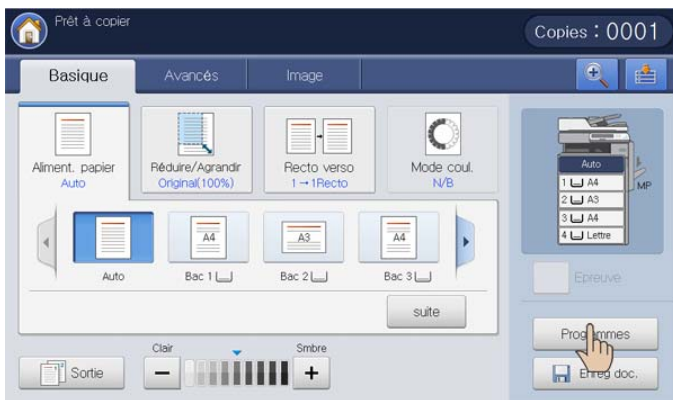 Prêt à copier
Copies : 0001
Basique
Avancés
Image
Aliment. papier
Auto
Réduire/Agrandir
Original(100%)
Recto verso
1→1Recto
Mode coul.
N/B
Auto
Bac 1
Bac 2
Bac 3
A4
A3
A4
suite
Clair
Smbre
Sortie
Auto
1 A4
2 A3
3 A4
4 Lettre
MP
Epreuve
Programmes
Enreg doc.